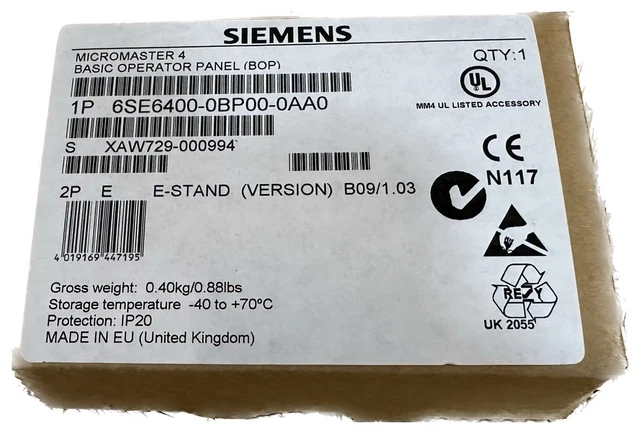 SIEMENS
MICROMASTER 4
BASIC OPERATOR PANEL (BOP)
QTY:1
1P 6SE6400-0BP00-0AA0
UL
MM4 UL LISTED ACCESSORY
S XAW729-000994
CE
N117
2P E E-STAND (VERSION) B09/1.03
4 019169 447195
Gross weight: 0.40kg/0.88lbs
Storage temperature -40 to +70ºC
Protection: IP20
MADE IN EU (United Kingdom)
RESY
UK 2055